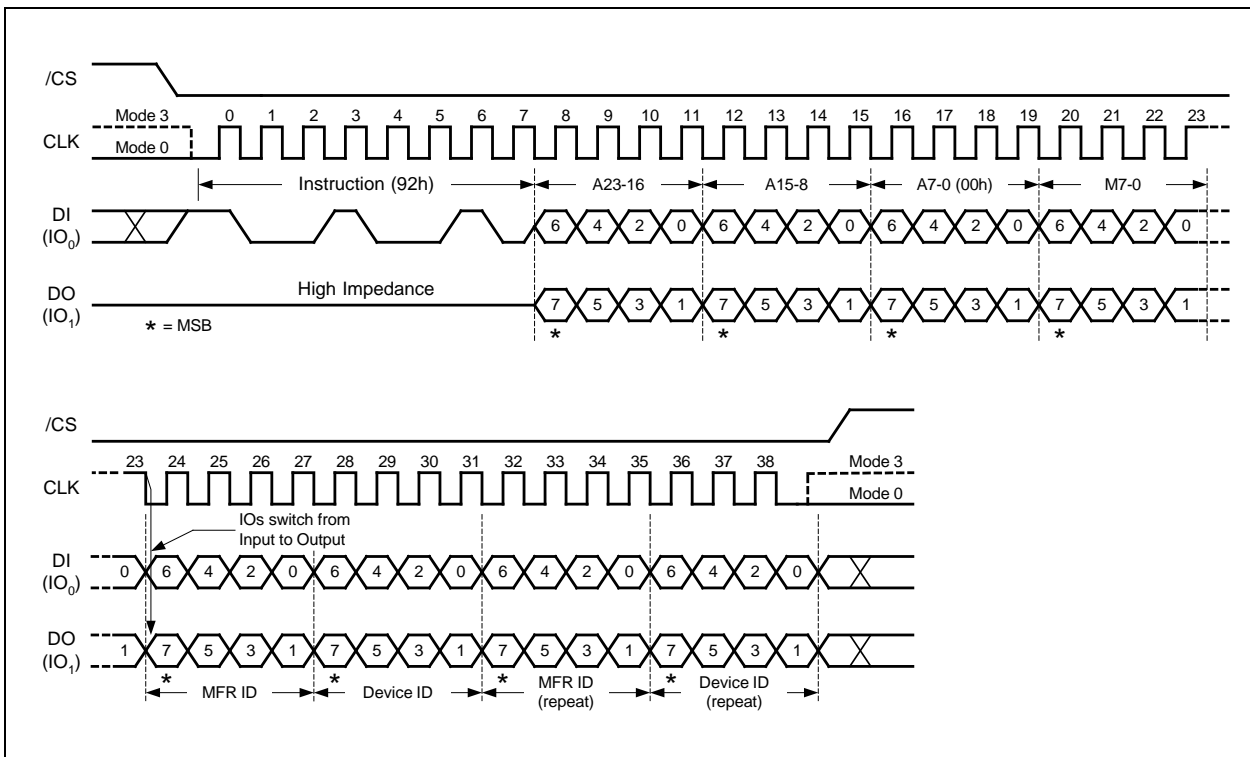 /CS
Mode 3 0 1 2 3 4 5 6 7 8 9 10 11 12 13 14 15 16 17 18 19 20 21 22 23
CLK
Mode 0
Instruction (92h) A23-16 A15-8 A7-0 (00h) M7-0
DI
(IO0)
6 4 2 0 6 4 2 0 6 4 2 0 6 4 2 0
High Impedance
DO
(IO1)
7 5 3 1 7 5 3 1 7 5 3 1 7 5 3 1
* = MSB
* * * *
/CS
23 24 25 26 27 28 29 30 31 32 33 34 35 36 37 38 Mode 3
CLK
Mode 0
IOs switch from
Input to Output
DI
(IO0)
0 6 4 2 0 6 4 2 0 6 4 2 0 6 4 2 0
DO
(IO1)
1 7 5 3 1 7 5 3 1 7 5 3 1 7 5 3 1
* * * *
MFR ID Device ID MFR ID
(repeat)
Device ID
(repeat)